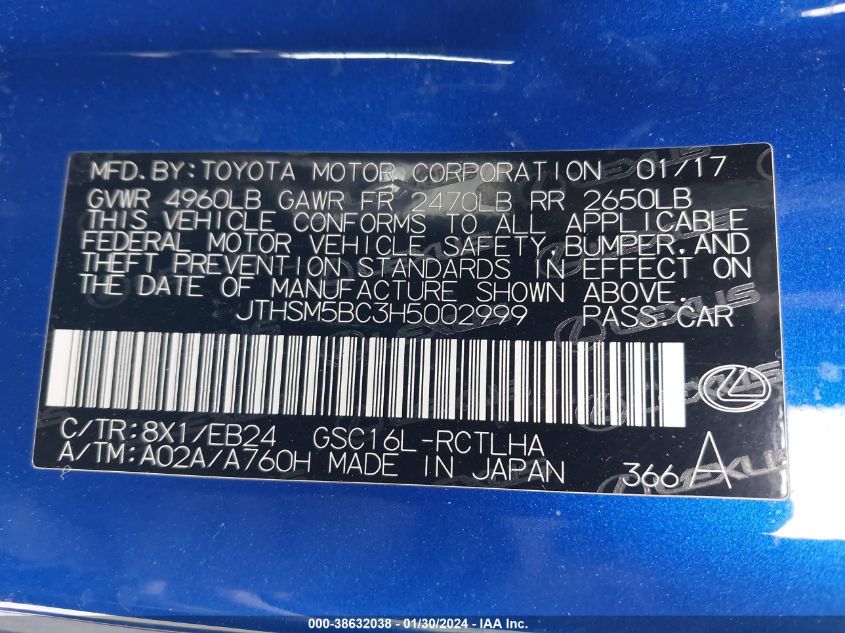 MFD. BY: TOYOTA MOTOR CORPORATION 01/17
GVWR 4960LB GAWR FR 2470LB RR 2650LB
THIS VEHICLE CONFORMS TO ALL APPLICABLE
FEDERAL MOTOR VEHICLE SAFETY, BUMPER, AND
THEFT PREVENTION STANDARDS IN EFFECT ON
THE DATE OF MANUFACTURE SHOWN ABOVE.
JTHSM5BC3H5002999 PASS. CAR
C/TR: 8X1/EB24 GSC16L-RCTLHA
A/TM: A02A/A760H MADE IN JAPAN 366 A
LEXUS
000-38632038 - 01/30/2024 - IAA Inc.